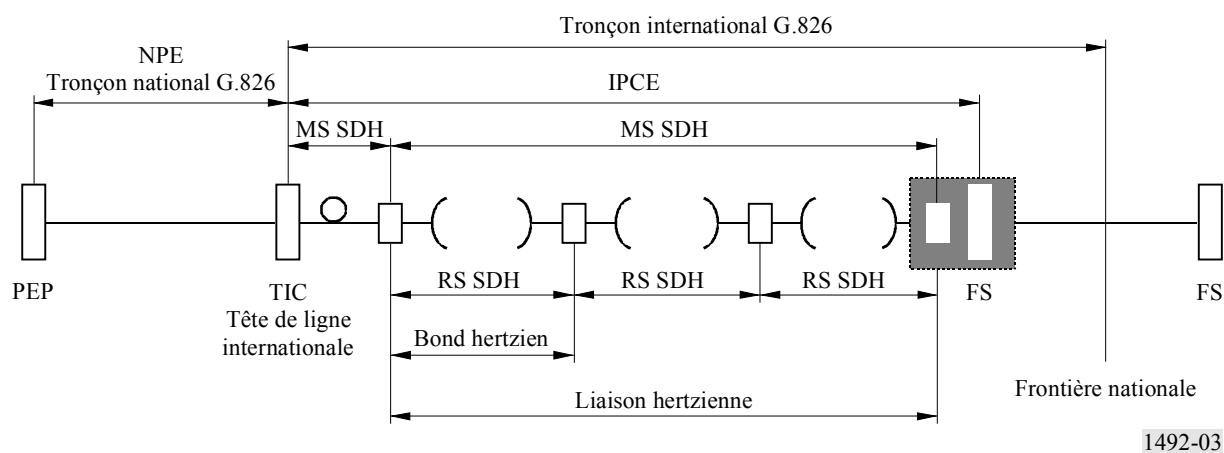 Tronçon international G.826
NPE
Tronçon national G.826
IPCE
MS SDH
MS SDH
PEP
TIC
Tête de ligne
internationale
RS SDH
RS SDH
RS SDH
FS
FS
Bond hertzien
Liaison hertzienne
Frontière nationale
1492-03